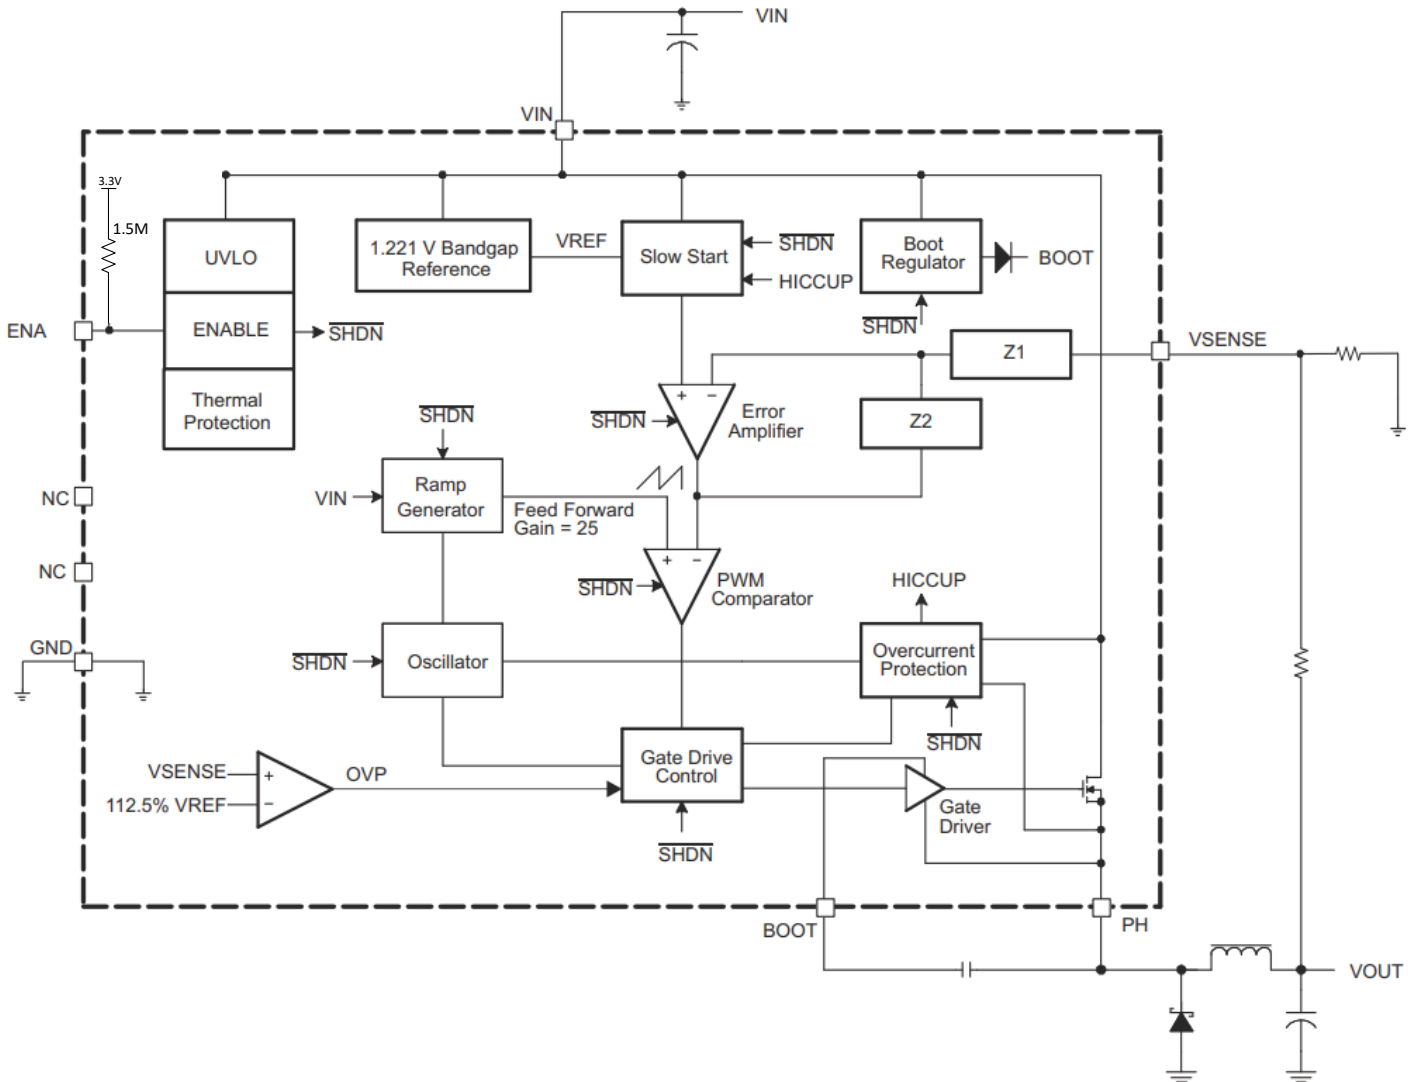 VIN
VIN
3.3V
1.5M
UVLO
1.221 V Bandgap
Reference
VREF
Slow Start
SHDN
HICCUP
Boot
Regulator
BOOT
SHDN
ENA
ENABLE
SHDN
Thermal
Protection
VSENSE
Z1
Z2
+
−
Error
Amplifier
SHDN
SHDN
Ramp
Generator
VIN
Feed Forward
Gain = 25
NC
NC
+
−
PWM
Comparator
SHDN
HICCUP
Overcurrent
Protection
SHDN
GND
SHDN
Oscillator
Gate Drive
Control
SHDN
VSENSE
+
112.5% VREF
−
OVP
Gate
Driver
BOOT
PH
VOUT